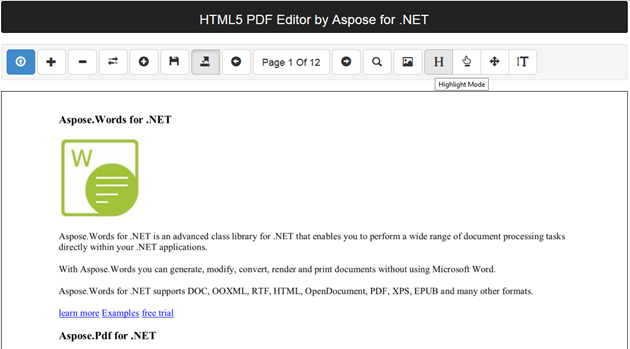 HTML5 PDF Editor by Aspose for .NET
Page 1 Of 12 H T
Highlight Mode
Aspose.Words for .NET
W
Aspose.Words for .NET is an advanced class library for .NET that enables you to perform a wide range of document processing tasks
directly within your .NET applications.
With Aspose.Words you can generate, modify, convert, render and print documents without using Microsoft Word.
Aspose.Words for .NET supports DOC, OOXML, RTF, HTML, OpenDocument, PDF, XPS, EPUB and many other formats.
learn more Examples free trial
Aspose.Pdf for .NET